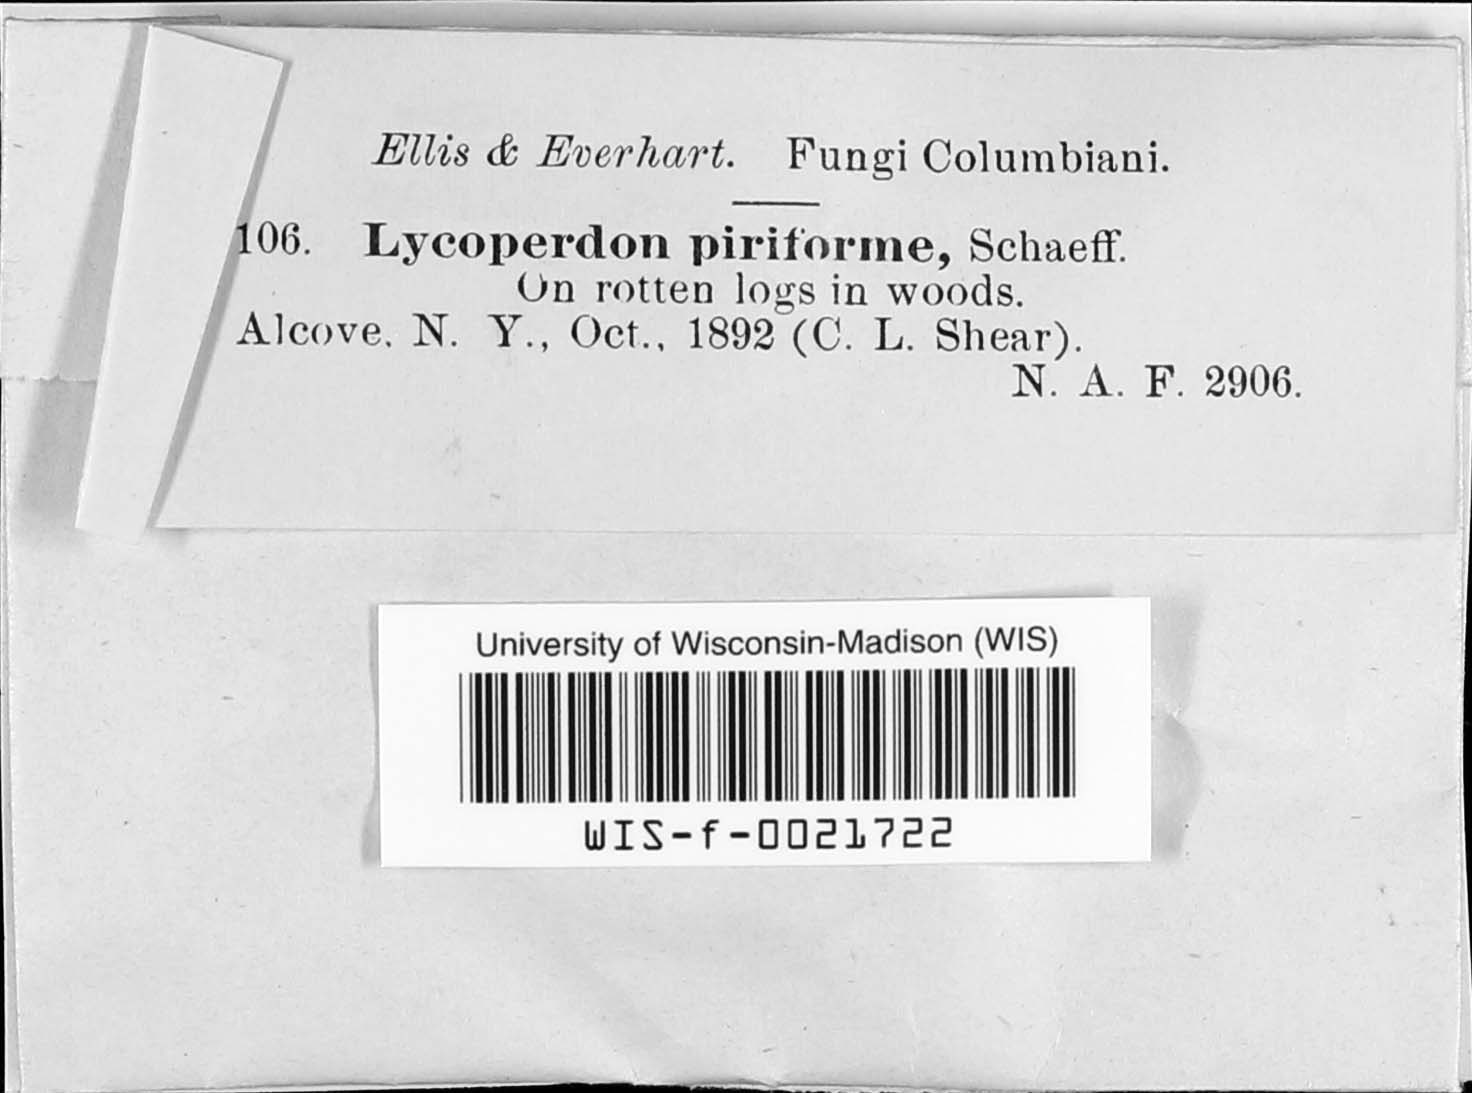 Ellis & Everhart. Fungi Columbiani.
106. Lycoperdon piriforme, Schaeff.
On rotten logs in woods.
Alcove, N. Y., Oct., 1892 (C. L. Shear).
N. A. F. 2906.
University of Wisconsin-Madison (WIS)
WIS-f-0021722